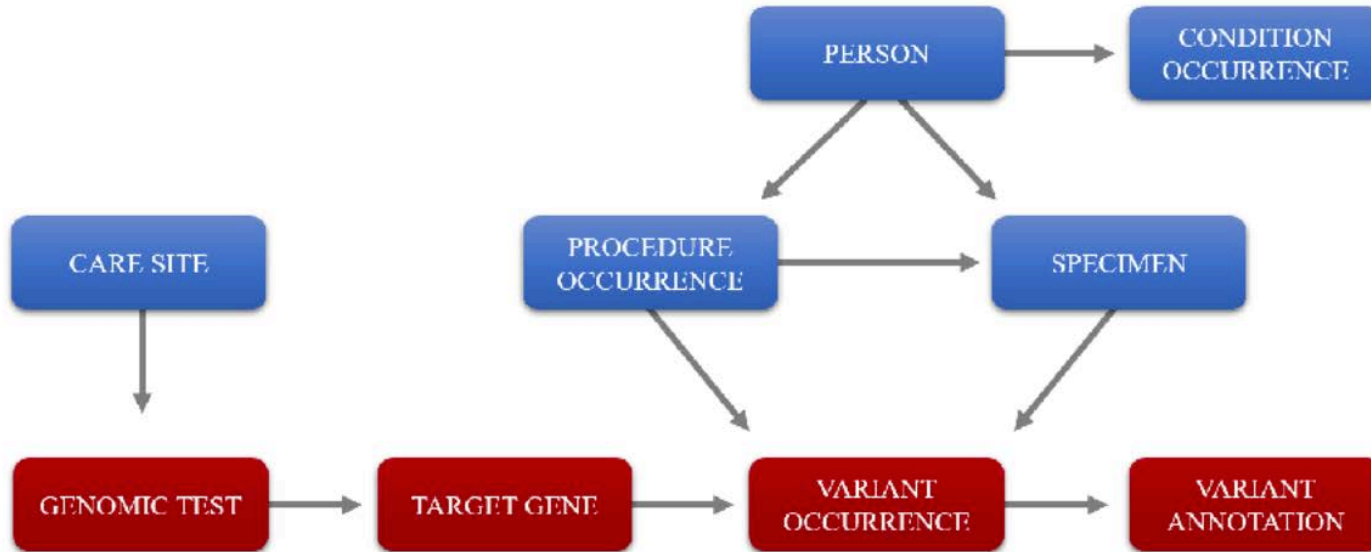 PERSON
CONDITION
OCCURRENCE
CARE SITE
PROCEDURE
OCCURRENCE
SPECIMEN
GENOMIC TEST
TARGET GENE
VARIANT
OCCURRENCE
VARIANT
ANNOTATION